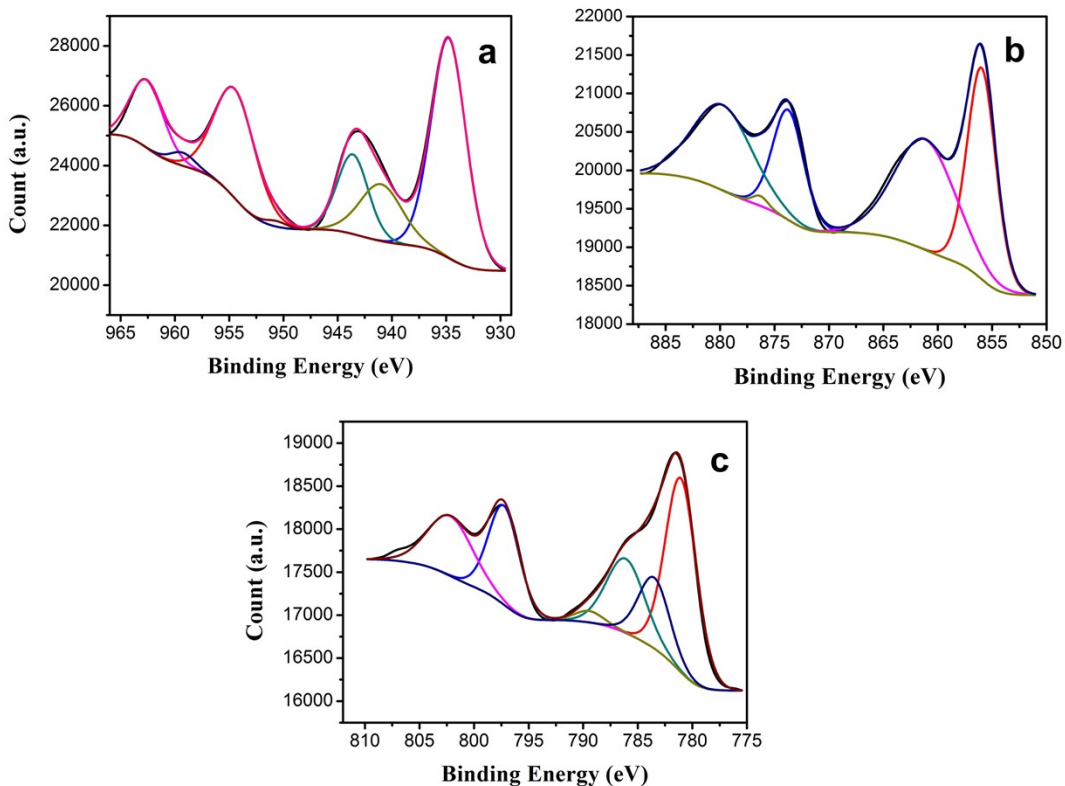 a
28000
26000
24000
22000
20000
Count (a.u.)
965 960 955 950 945 940 935 930
Binding Energy (eV)
b
22000
21500
21000
20500
20000
19500
19000
18500
18000
885 880 875 870 865 860 855 850
Binding Energy (eV)
c
19000
18500
18000
17500
17000
16500
16000
Count (a.u.)
810 805 800 795 790 785 780 775
Binding Energy (eV)